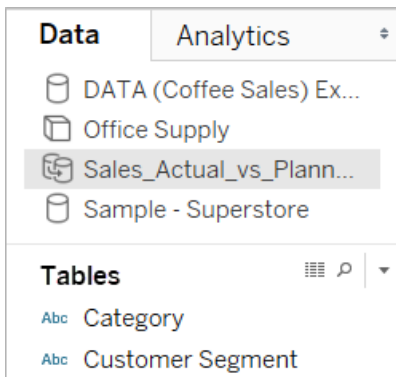 Data Analytics
DATA (Coffee Sales) Ex...
Office Supply
Sales_Actual_vs_Plann...
Sample - Superstore
Tables
Abc Category
Abc Customer Segment